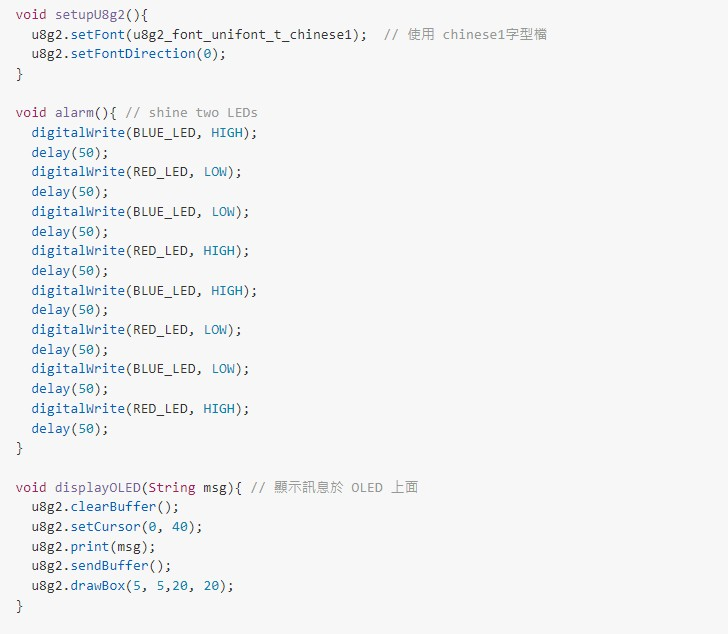 void setupU8g2(){
  u8g2.setFont(u8g2_font_unifont_t_chinese1);  // 使用 chinese1字型檔
  u8g2.setFontDirection(0);
}

void alarm(){ // shine two LEDs
  digitalWrite(BLUE_LED, HIGH);
  delay(50);
  digitalWrite(RED_LED, LOW);
  delay(50);
  digitalWrite(BLUE_LED, LOW);
  delay(50);
  digitalWrite(RED_LED, HIGH);
  delay(50);
  digitalWrite(BLUE_LED, HIGH);
  delay(50);
  digitalWrite(RED_LED, LOW);
  delay(50);
  digitalWrite(BLUE_LED, LOW);
  delay(50);
  digitalWrite(RED_LED, HIGH);
  delay(50);
}

void displayOLED(String msg){ // 顯示訊息於 OLED 上面
  u8g2.clearBuffer();
  u8g2.setCursor(0, 40);
  u8g2.print(msg);
  u8g2.sendBuffer();
  u8g2.drawBox(5, 5,20, 20);
}